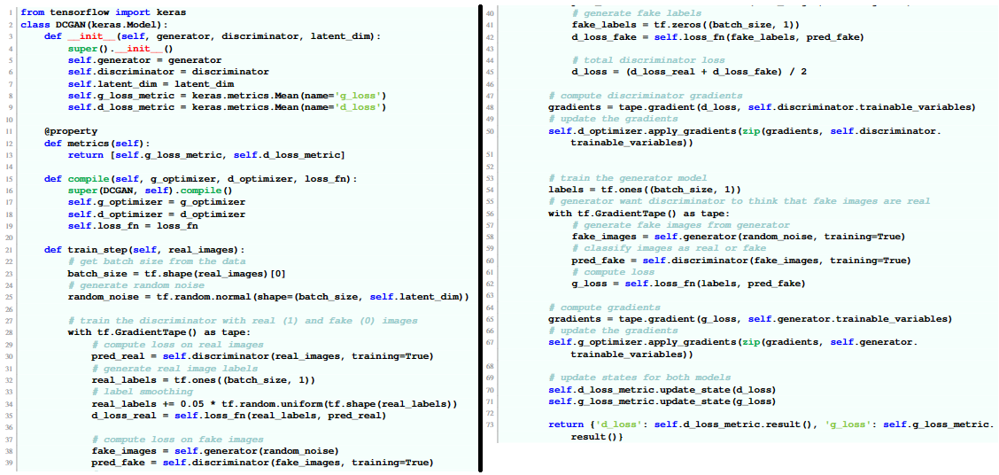 1 from tensorflow import keras
2 class DCGAN(keras.Model):
3     def __init__(self, generator, discriminator, latent_dim):
4         super().__init__()
5         self.generator = generator
6         self.discriminator = discriminator
7         self.latent_dim = latent_dim
8         self.g_loss_metric = keras.metrics.Mean(name='g_loss')
9         self.d_loss_metric = keras.metrics.Mean(name='d_loss')
10
11     @property
12     def metrics(self):
13         return [self.g_loss_metric, self.d_loss_metric]
14
15     def compile(self, g_optimizer, d_optimizer, loss_fn):
16         super(DCGAN, self).compile()
17         self.g_optimizer = g_optimizer
18         self.d_optimizer = d_optimizer
19         self.loss_fn = loss_fn
20
21     def train_step(self, real_images):
22         # get batch size from the data
23         batch_size = tf.shape(real_images)[0]
24         # generate random noise
25         random_noise = tf.random.normal(shape=(batch_size, self.latent_dim))
26
27         # train the discriminator with real (1) and fake (0) images
28         with tf.GradientTape() as tape:
29             # compute loss on real images
30             pred_real = self.discriminator(real_images, training=True)
31             # generate real image labels
32             real_labels = tf.ones((batch_size, 1))
33             # label smoothing
34             real_labels += 0.05 * tf.random.uniform(tf.shape(real_labels))
35             d_loss_real = self.loss_fn(real_labels, pred_real)
36
37             # compute loss on fake images
38             fake_images = self.generator(random_noise)
39             pred_fake = self.discriminator(fake_images, training=True)
40             # generate fake labels
41             fake_labels = tf.zeros((batch_size, 1))
42             d_loss_fake = self.loss_fn(fake_labels, pred_fake)
43
44             # total discriminator loss
45             d_loss = (d_loss_real + d_loss_fake) / 2
46
47         # compute discriminator gradients
48         gradients = tape.gradient(d_loss, self.discriminator.trainable_variables)
49         # update the gradients
50         self.d_optimizer.apply_gradients(zip(gradients, self.discriminator.
            trainable_variables))
51
52
53         # train the generator model
54         labels = tf.ones((batch_size, 1))
55         # generator want discriminator to think that fake images are real
56         with tf.GradientTape() as tape:
57             # generate fake images from generator
58             fake_images = self.generator(random_noise, training=True)
59             # classify images as real or fake
60             pred_fake = self.discriminator(fake_images, training=True)
61             # compute loss
62             g_loss = self.loss_fn(labels, pred_fake)
63
64         # compute gradients
65         gradients = tape.gradient(g_loss, self.generator.trainable_variables)
66         # update the gradients
67         self.g_optimizer.apply_gradients(zip(gradients, self.generator.
            trainable_variables))
68
69         # update states for both models
70         self.d_loss_metric.update_state(d_loss)
71         self.g_loss_metric.update_state(g_loss)
72
73         return {'d_loss': self.d_loss_metric.result(), 'g_loss': self.g_loss_metric.
            result()}